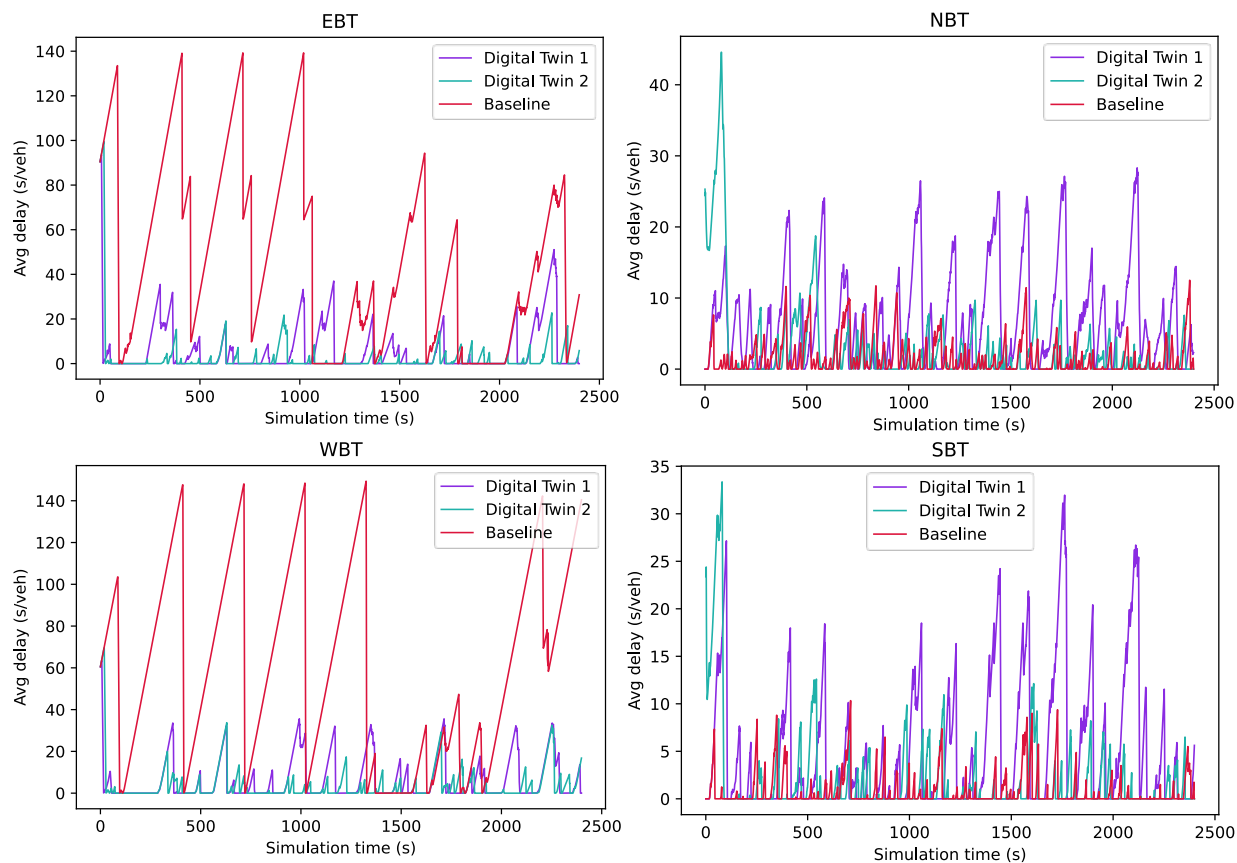 EBT
140
120
100
80
60
40
20
0
Avg delay (s/veh)
0 500 1000 1500 2000 2500
Simulation time (s)
Digital Twin 1
Digital Twin 2
Baseline
NBT
40
30
20
10
0
Avg delay (s/veh)
0 500 1000 1500 2000 2500
Simulation time (s)
Digital Twin 1
Digital Twin 2
Baseline
WBT
140
120
100
80
60
40
20
0
Avg delay (s/veh)
0 500 1000 1500 2000 2500
Simulation time (s)
Digital Twin 1
Digital Twin 2
Baseline
SBT
35
30
25
20
15
10
5
0
Avg delay (s/veh)
0 500 1000 1500 2000 2500
Simulation time (s)
Digital Twin 1
Digital Twin 2
Baseline